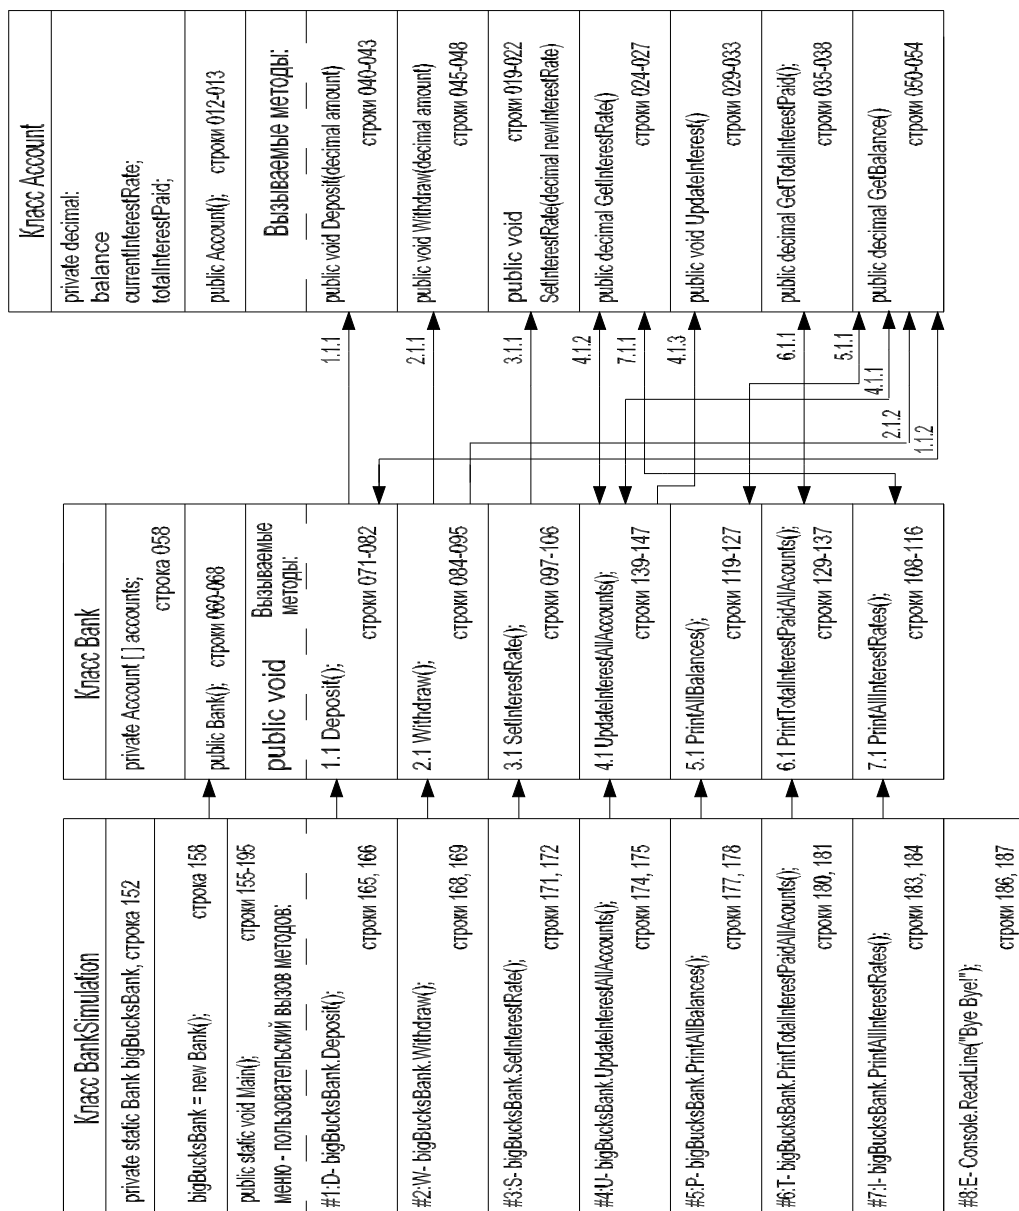 Класс BankSimulation
private static Bank bigBucksBank, строка 152
bigBucksBank = new Bank();
строка 158
public static void Main();
строки 155-195
меню - пользовательский вызов методов:
#1:D- bigBucksBank.Deposit();
строки 165, 166
#2:W- bigBucksBank.Withdraw();
строки 168, 169
#3:S- bigBucksBank.SetInterestRate();
строки 171, 172
#4:U- bigBucksBank.UpdateInterestAllAccounts();
строки 174, 175
#5:P- bigBucksBank.PrintAllBalances();
строки 177, 178
#6:T- bigBucksBank.PrintTotalInterestPaidAllAcounts();
строки 180, 181
#7:I- bigBucksBank.PrintAllInterestRates();
строки 183, 184
#8:E- Console.ReadLine("Bye Bye!");
строки 186, 187
Класс Bank
private Account [ ] accounts;
строка 058
public Bank(); строки 060-068
public void
Вызываемые
методы:
1.1 Deposit();
строки 071-082
2.1 Withdraw();
строки 084-095
3.1 SetInterestRate();
строки 097-106
4.1 UpdateInterestAllAccounts();
строки 139-147
5.1 PrintAllBalances();
строки 119-127
6.1 PrintTotalInterestPaidAllAcounts();
строки 129-137
7.1 PrintAllInterestRates();
строки 108-116
1.1.1
2.1.1
3.1.1
4.1.2
7.1.1
4.1.3
6.1.1
5.1.1
4.1.1
2.1.2
1.1.2
Класс Account
private decimal:
balance
currentInterestRate;
totalInterestPaid;
public Account(); строки 012-013
Вызываемые методы:
public void Deposit(decimal amount)
строки 040-043
public void Withdraw(decimal amount)
строки 045-048
public void
строки 019-022
SetInterestRate(decimal newInterestRate)
public decimal GetInterestRate()
строки 024-027
public void UpdateInterest()
строки 029-033
public decimal GetTotalInterestPaid();
строки 035-038
public decimal GetBalance()
строки 050-054